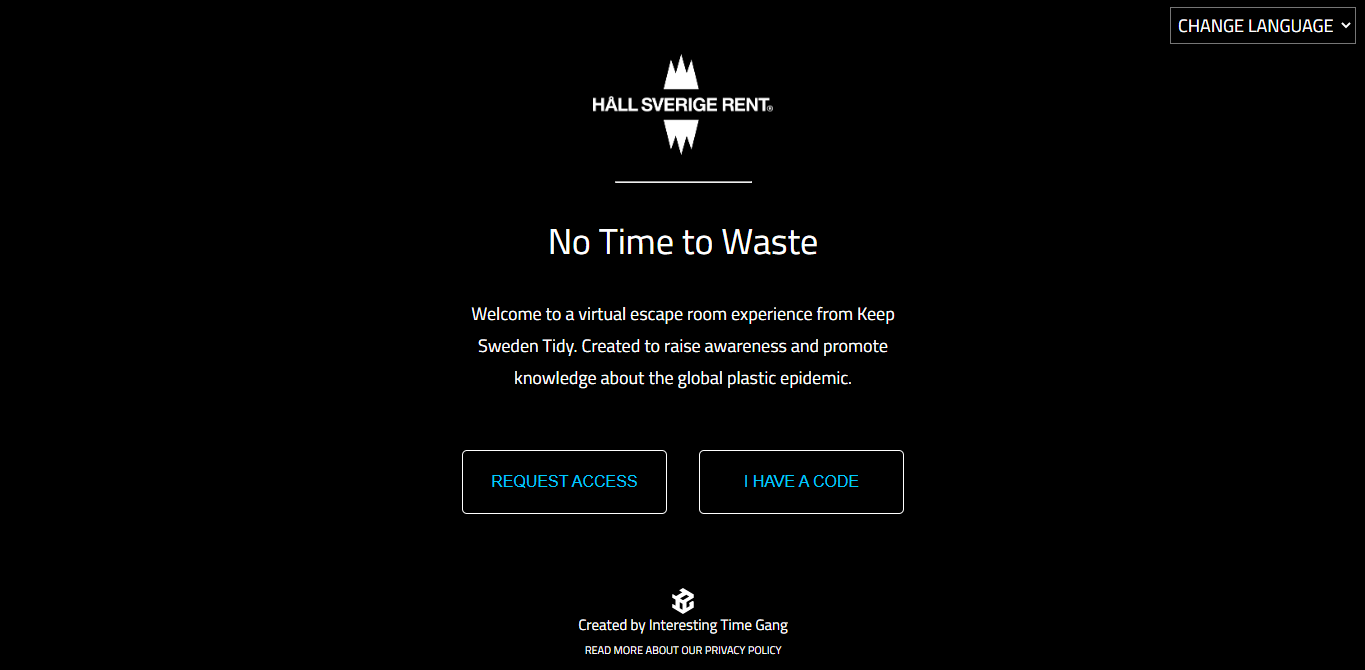 CHANGE LANGUAGE
HÅLL SVERIGE RENT®
No Time to Waste
Welcome to a virtual escape room experience from Keep
Sweden Tidy. Created to raise awareness and promote
knowledge about the global plastic epidemic.
REQUEST ACCESS
I HAVE A CODE
Created by Interesting Time Gang
READ MORE ABOUT OUR PRIVACY POLICY